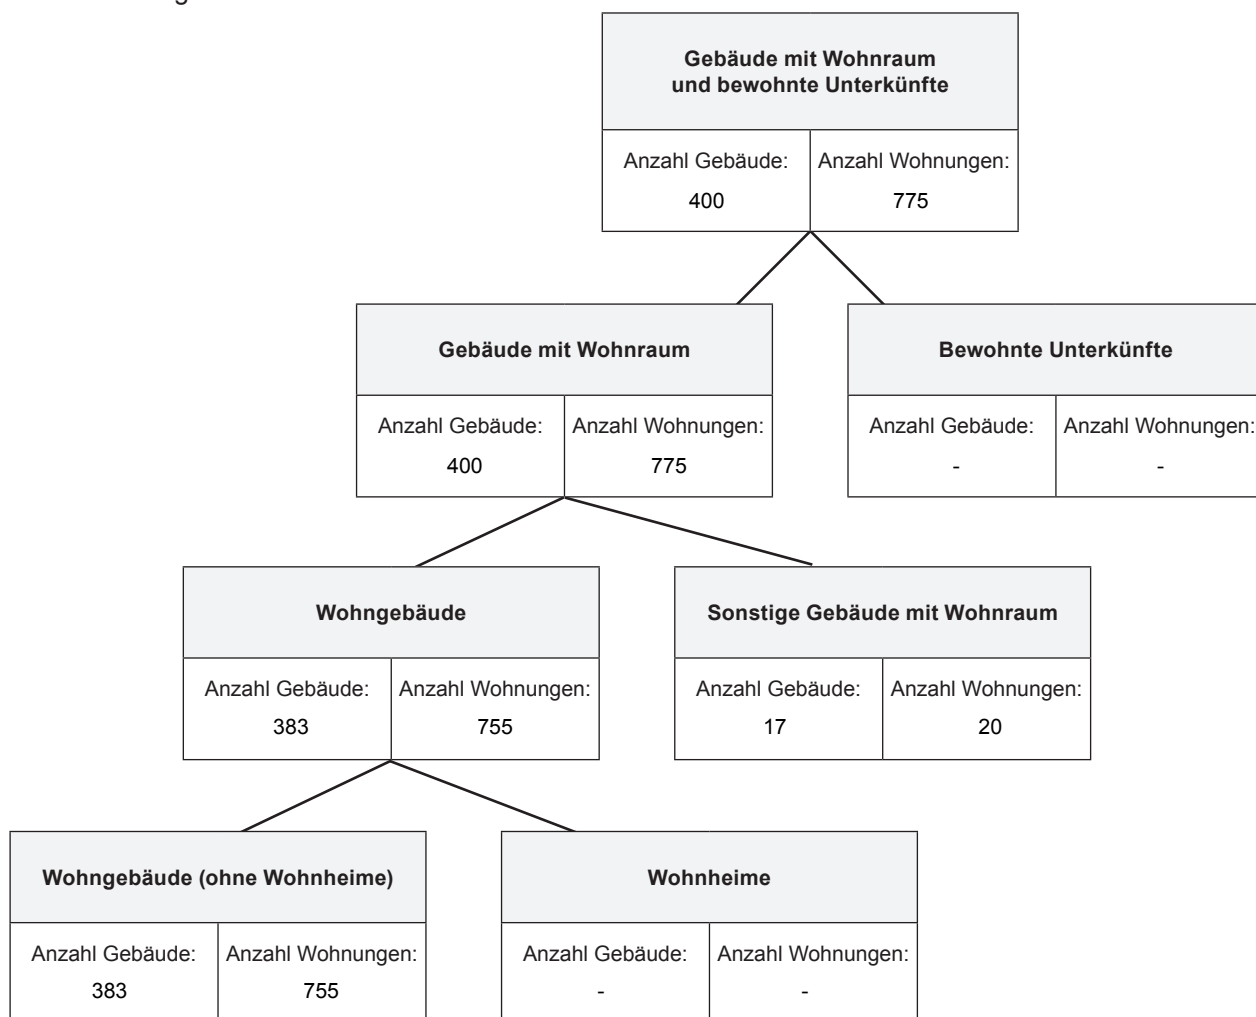 Gebäude mit Wohnraum
und bewohnte Unterkünfte
Anzahl Gebäude: Anzahl Wohnungen:
400 775
Gebäude mit Wohnraum Bewohnte Unterkünfte
Anzahl Gebäude: Anzahl Wohnungen: Anzahl Gebäude: Anzahl Wohnungen:
400 775 - -
Wohngebäude Sonstige Gebäude mit Wohnraum
Anzahl Gebäude: Anzahl Wohnungen: Anzahl Gebäude: Anzahl Wohnungen:
383 755 17 20
Wohngebäude (ohne Wohnheime) Wohnheime
Anzahl Gebäude: Anzahl Wohnungen: Anzahl Gebäude: Anzahl Wohnungen:
383 755 - -